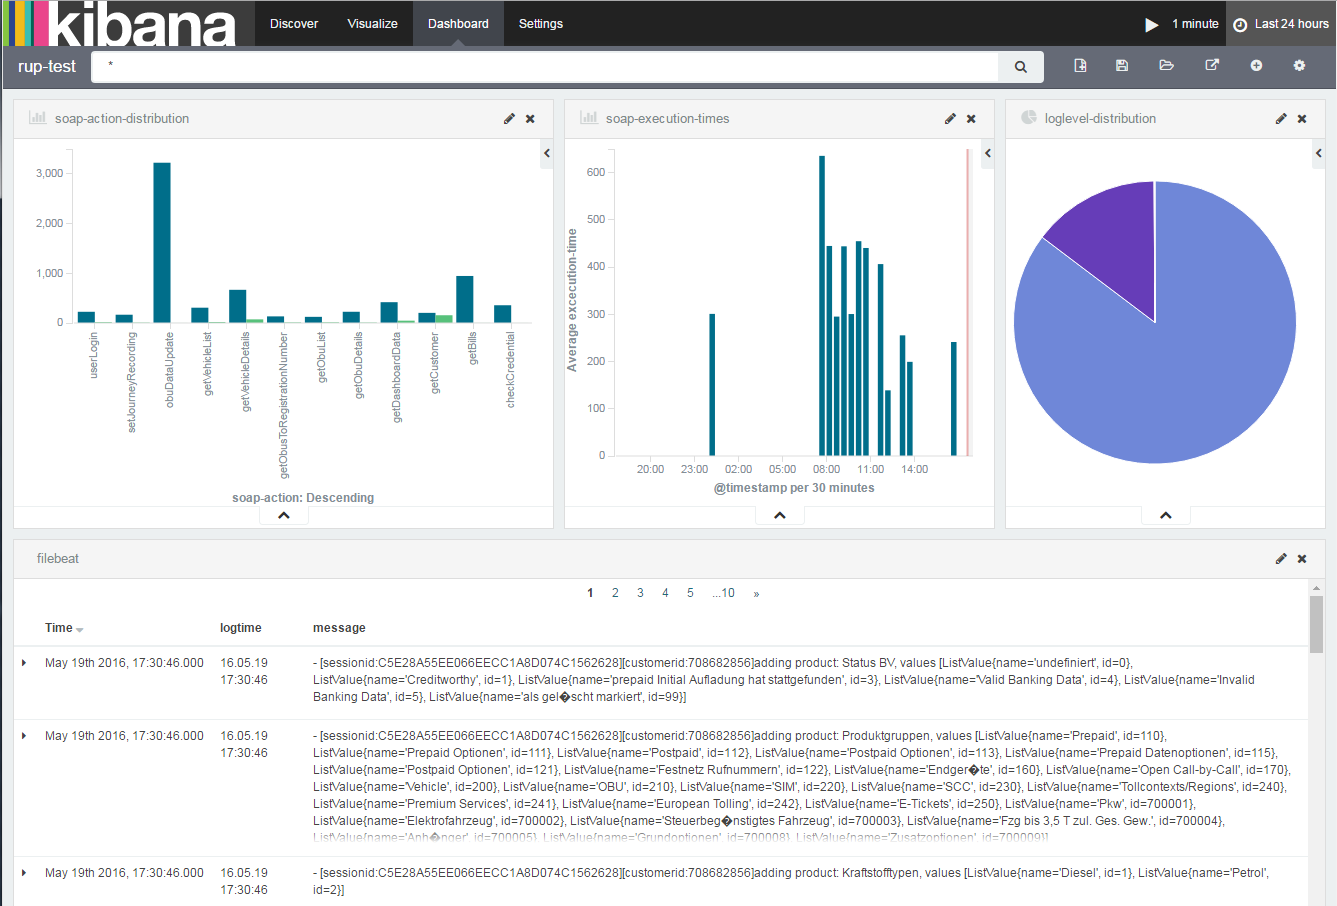 kibana
Discover Visualize Dashboard Settings 1 minute Last 24 hours
rup-test *
soap-action-distribution
3,000
2,000
1,000
0
userLogin
setJourneyRecording
obuDataUpdate
getVehicleList
getVehicleDetails
getObusToRegistrationNumber
getObuList
getObuDetails
getDashboardData
getCustomer
getBills
checkCredential
soap-action: Descending
soap-execution-times
Average excecution-time
600
500
400
300
200
100
0
20:00 23:00 02:00 05:00 08:00 11:00 14:00
@timestamp per 30 minutes
loglevel-distribution
filebeat
1 2 3 4 5 ...10 »
Time logtime message
May 19th 2016, 17:30:46.000 16.05.19 17:30:46
- [sessionid:C5E28A55EE066EECC1A8D074C1562628][customerid:708682856]adding product: Status BV, values [ListValue{name='undefiniert', id=0},
ListValue{name='Creditworthy', id=1}, ListValue{name='prepaid Initial Aufladung hat stattgefunden', id=3}, ListValue{name='Valid Banking Data', id=4}, ListValue{name='Invalid
Banking Data', id=5}, ListValue{name='als gel�scht markiert', id=99}]
May 19th 2016, 17:30:46.000 16.05.19 17:30:46
- [sessionid:C5E28A55EE066EECC1A8D074C1562628][customerid:708682856]adding product: Produktgruppen, values [ListValue{name='Prepaid', id=110},
ListValue{name='Prepaid Optionen', id=111}, ListValue{name='Postpaid', id=112}, ListValue{name='Postpaid Optionen', id=113}, ListValue{name='Prepaid Datenoptionen', id=115},
ListValue{name='Postpaid Optionen', id=121}, ListValue{name='Festnetz Rufnummern', id=122}, ListValue{name='Endger�te', id=160}, ListValue{name='Open Call-by-Call', id=170},
ListValue{name='Vehicle', id=200}, ListValue{name='OBU', id=210}, ListValue{name='SIM', id=220}, ListValue{name='SCC', id=230}, ListValue{name='Tollcontexts/Regions', id=240},
ListValue{name='Premium Services', id=241}, ListValue{name='European Tolling', id=242}, ListValue{name='E-Tickets', id=250}, ListValue{name='Pkw', id=700001},
ListValue{name='Elektrofahrzeug', id=700002}, ListValue{name='Steuerbeg�nstigtes Fahrzeug', id=700003}, ListValue{name='Fzg bis 3,5 T zul. Ges. Gew.', id=700004},
ListValue{name='Anh�nger', id=700005}, ListValue{name='Grundoptionen', id=700008}, ListValue{name='Zusatzoptionen', id=700009}]
May 19th 2016, 17:30:46.000 16.05.19 17:30:46
- [sessionid:C5E28A55EE066EECC1A8D074C1562628][customerid:708682856]adding product: Kraftstofftypen, values [ListValue{name='Diesel', id=1}, ListValue{name='Petrol',
id=2}]